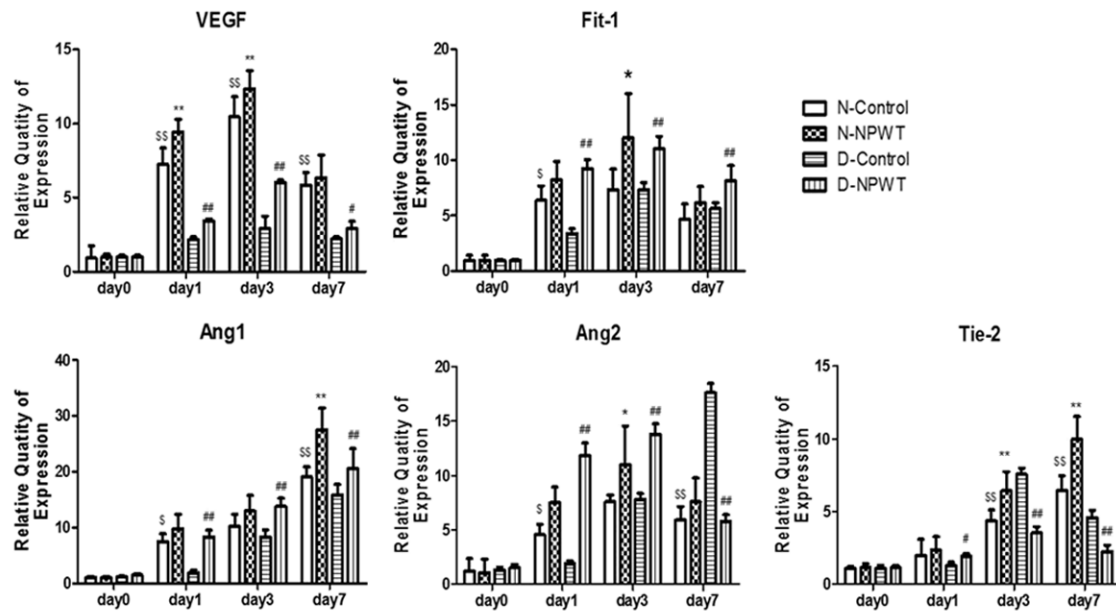 VEGF
Relative Quatity of
Expression
15
10
5
0
$$
**
##
$$
**
##
$$
#
day0 day1 day3 day7
Fit-1
Relative Quatity of
Expression
20
15
10
5
0
$
##
*
##
##
day0 day1 day3 day7
N-Control
N-NPWT
D-Control
D-NPWT
Ang1
Relative Quatity of
Expression
40
30
20
10
0
$
##
##
$$
**
##
day0 day1 day3 day7
Ang2
Relative Quatity of
Expression
20
15
10
5
0
$
##
*
##
$$
##
day0 day1 day3 day7
Tie-2
Relative Quatity of
Expression
15
10
5
0
#
$$
**
##
$$
**
##
day0 day1 day3 day7